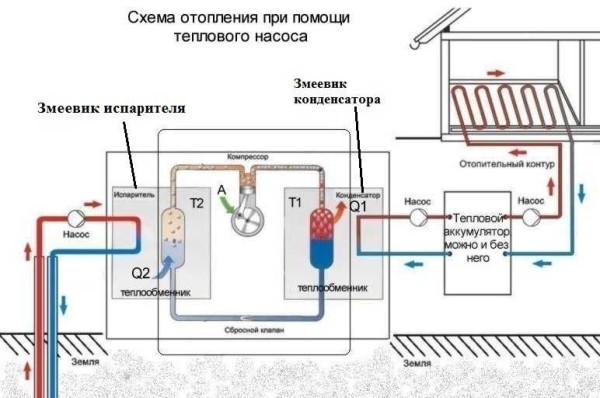 Схема отопления при помощи
теплового насоса
Змеевик испарителя
Змеевик
конденсатора
Компрессор
Отопительный контур
Испаритель
T2
A
T1
Конденсатор
Q1
Насос
Насос
Насос
Тепловой
аккумулятор
можно и без
него
Q2
теплообменник
теплообменник
Сбросной клапан
Земля
Земля